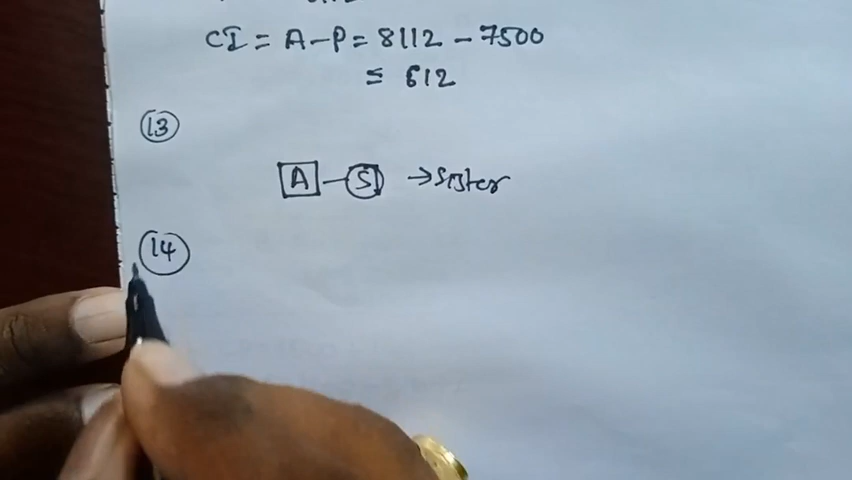 CI = A-P = 8112 - 7500
= 612
13
A - S → Sister
14